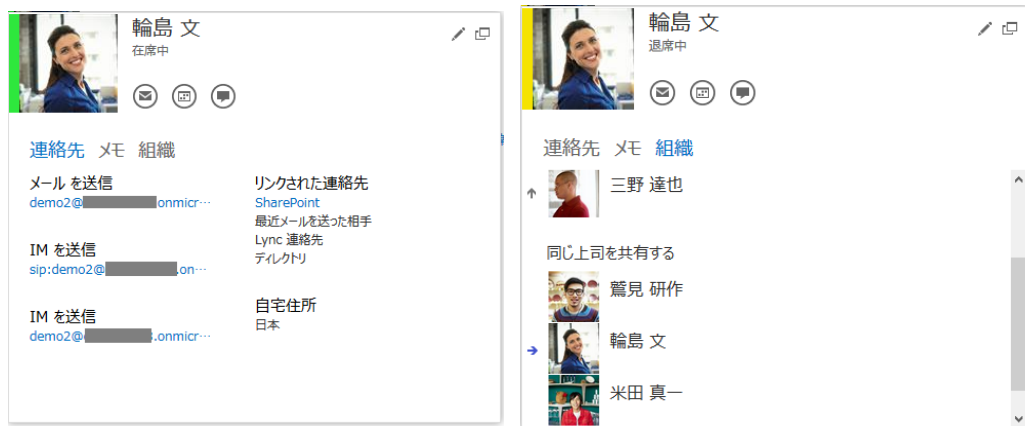 輪島 文
在席中
連絡先 メモ 組織
メール を送信
demo2@ onmicr…
IM を送信
sip:demo2@ .on…
IM を送信
demo2@ .onmicr…
リンクされた連絡先
SharePoint
最近メールを送った相手
Lync 連絡先
ディレクトリ
自宅住所
日本
輪島 文
退席中
連絡先 メモ 組織
三野 達也
同じ上司を共有する
鷲見 研作
輪島 文
米田 真一